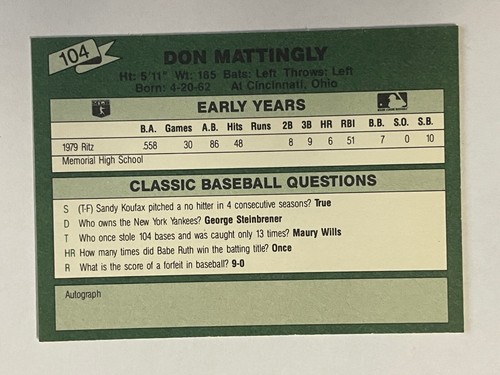 104
DON MATTINGLY
Ht: 5'11" Wt: 185 Bats: Left Throws: Left
Born: 4-20-62 At Cincinnati, Ohio
EARLY YEARS
B.A. Games A.B. Hits Runs 2B 3B HR RBI B.B. S.O. S.B.
1979 Ritz .558 30 86 48 8 9 6 51 7 0 10
Memorial High School
CLASSIC BASEBALL QUESTIONS
S (T-F) Sandy Koufax pitched a no hitter in 4 consecutive seasons? True
D Who owns the New York Yankees? George Steinbrener
T Who once stole 104 bases and was caught only 13 times? Maury Wills
HR How many times did Babe Ruth win the batting title? Once
R What is the score of a forfeit in baseball? 9-0
Autograph